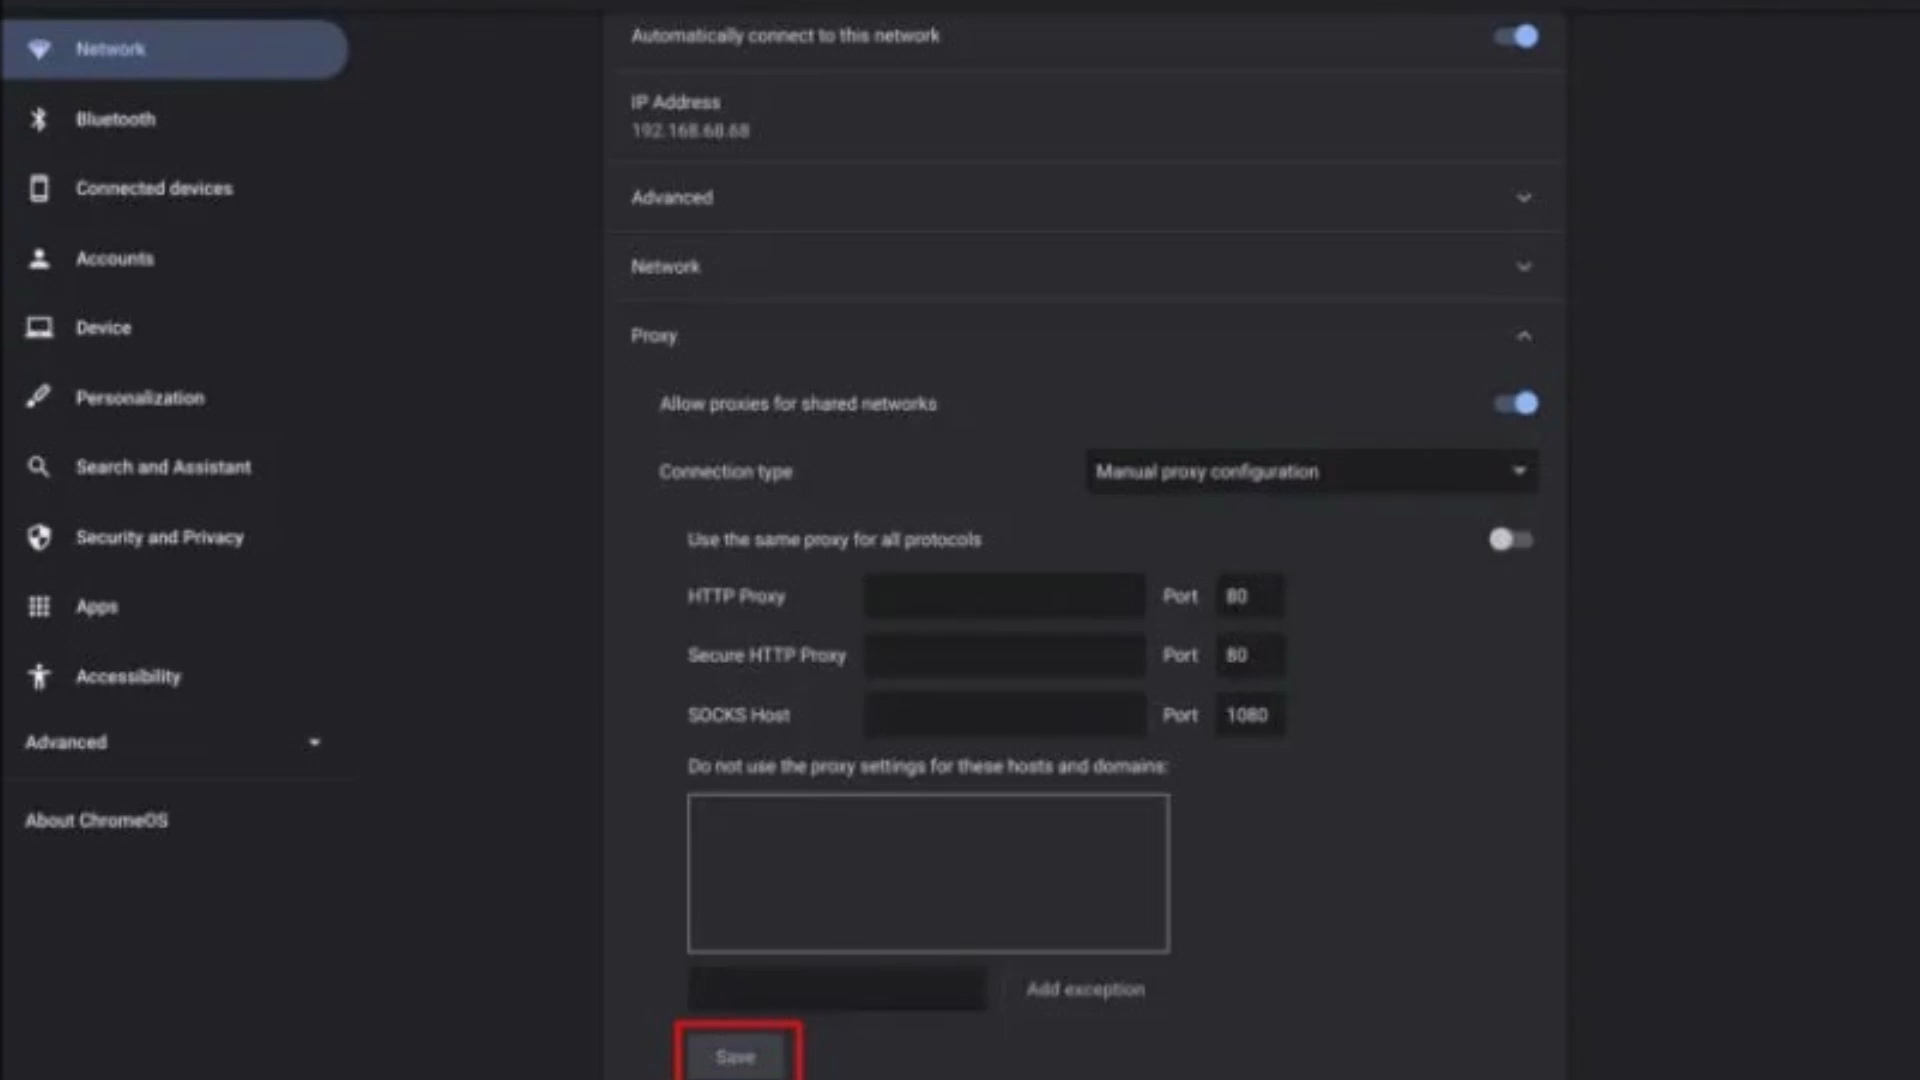 Network
Bluetooth
Connected devices
Accounts
Device
Personalization
Search and Assistant
Security and Privacy
Apps
Accessibility
Advanced
About ChromeOS
Automatically connect to this network
IP Address
192.168.68.68
Advanced
Network
Proxy
Allow proxies for shared networks
Connection type Manual proxy configuration
Use the same proxy for all protocols
HTTP Proxy Port 80
Secure HTTP Proxy Port 80
SOCKS Host Port 1080
Do not use the proxy settings for these hosts and domains:
Add exception
Save